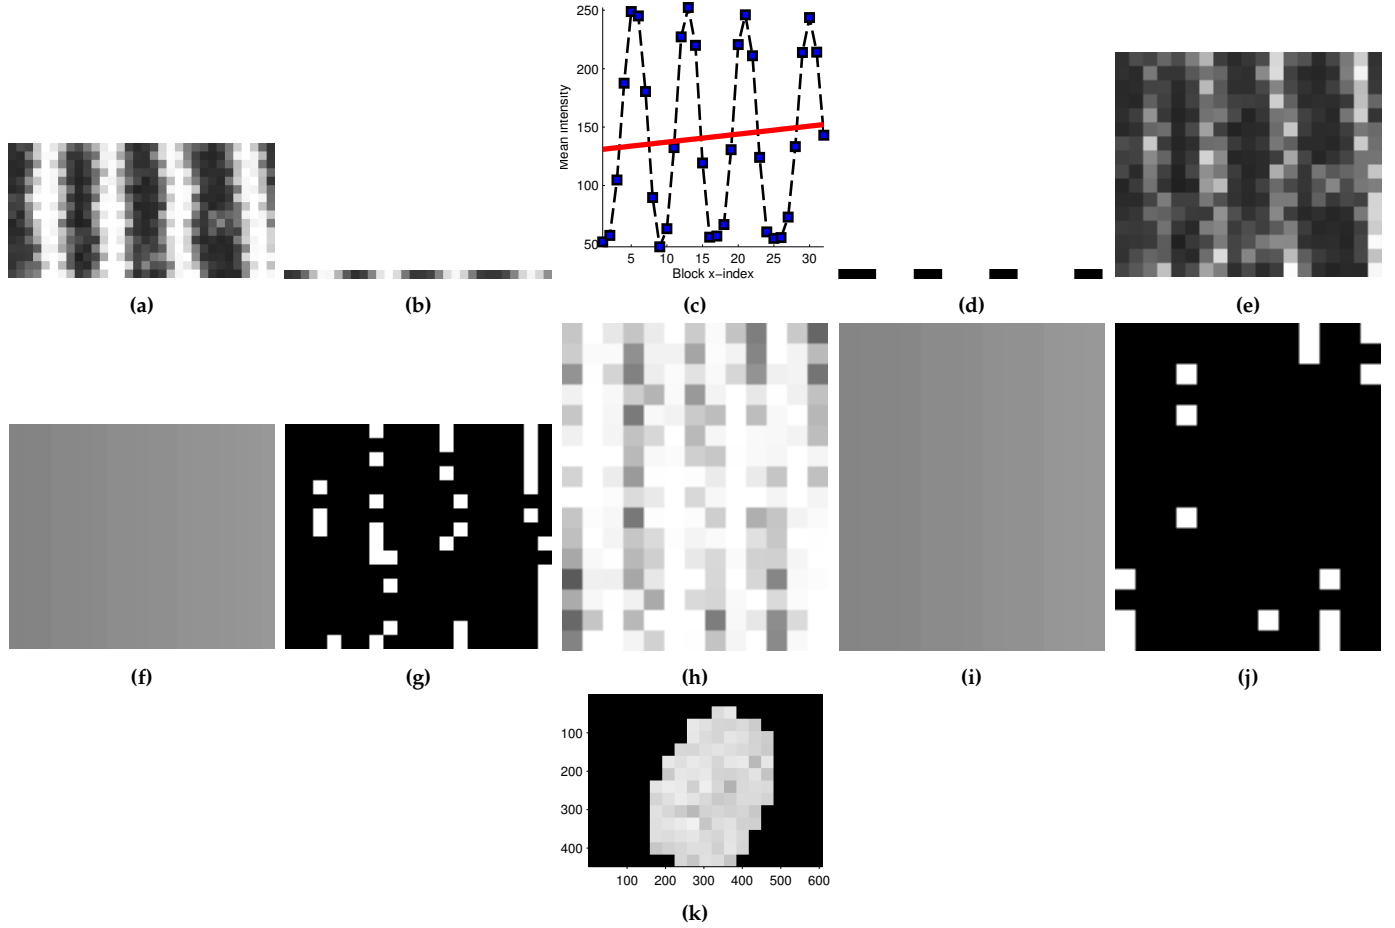 250
200
150
100
50
Mean intensity
5 10 15 20 25 30
Block x-index
(a) (b) (c) (d) (e)
(f) (g) (h) (i) (j)
100
200
300
400
100 200 300 400 500 600
(k)